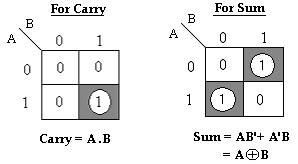 For Carry
B
A
0 1
0 0 0
1 0 1
Carry = A.B
For Sum
B
A
0 1
0 0 1
1 1 0
Sum = AB'+ A'B
= A⊕B